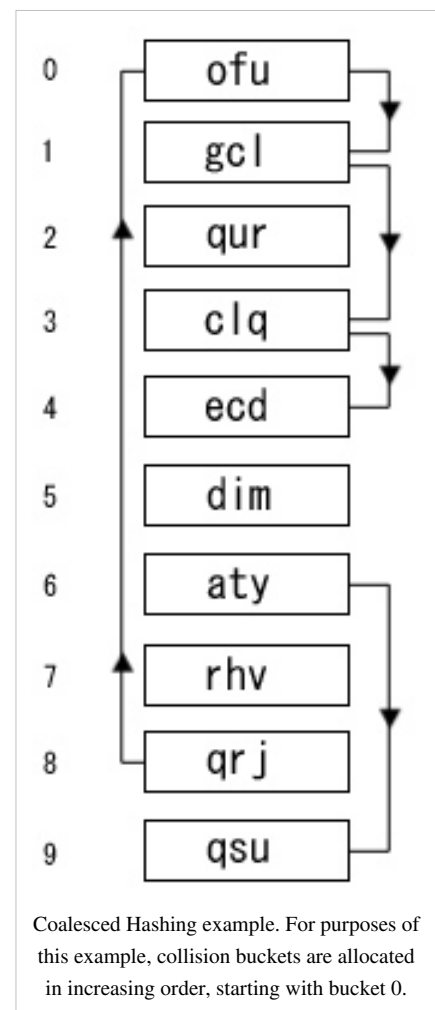 0 ofu
1 gcl
2 qur
3 clq
4 ecd
5 dim
6 aty
7 rhv
8 qrj
9 qsu
Coalesced Hashing example. For purposes of
this example, collision buckets are allocated
in increasing order, starting with bucket 0.